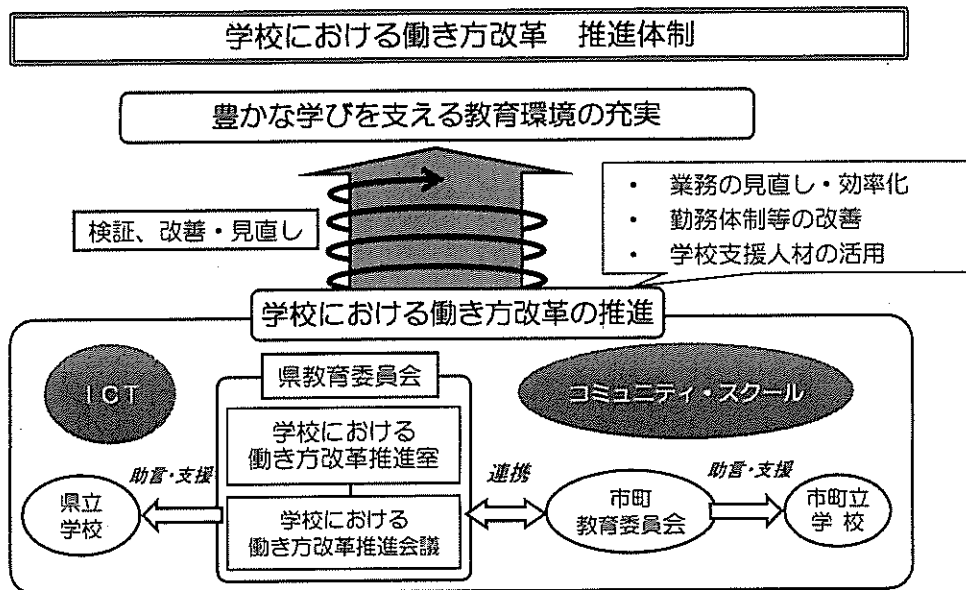 学校における働き方改革　推進体制
豊かな学びを支える教育環境の充実
検証、改善・見直し
・　業務の見直し・効率化
・　勤務体制等の改善
・　学校支援人材の活用
学校における働き方改革の推進
ＩＣＴ
県教育委員会
コミュニティ・スクール
学校における
働き方改革推進室
助言・支援
連携
助言・支援
県立
学校
学校における
働き方改革推進会議
市町
教育委員会
市町立
学 校